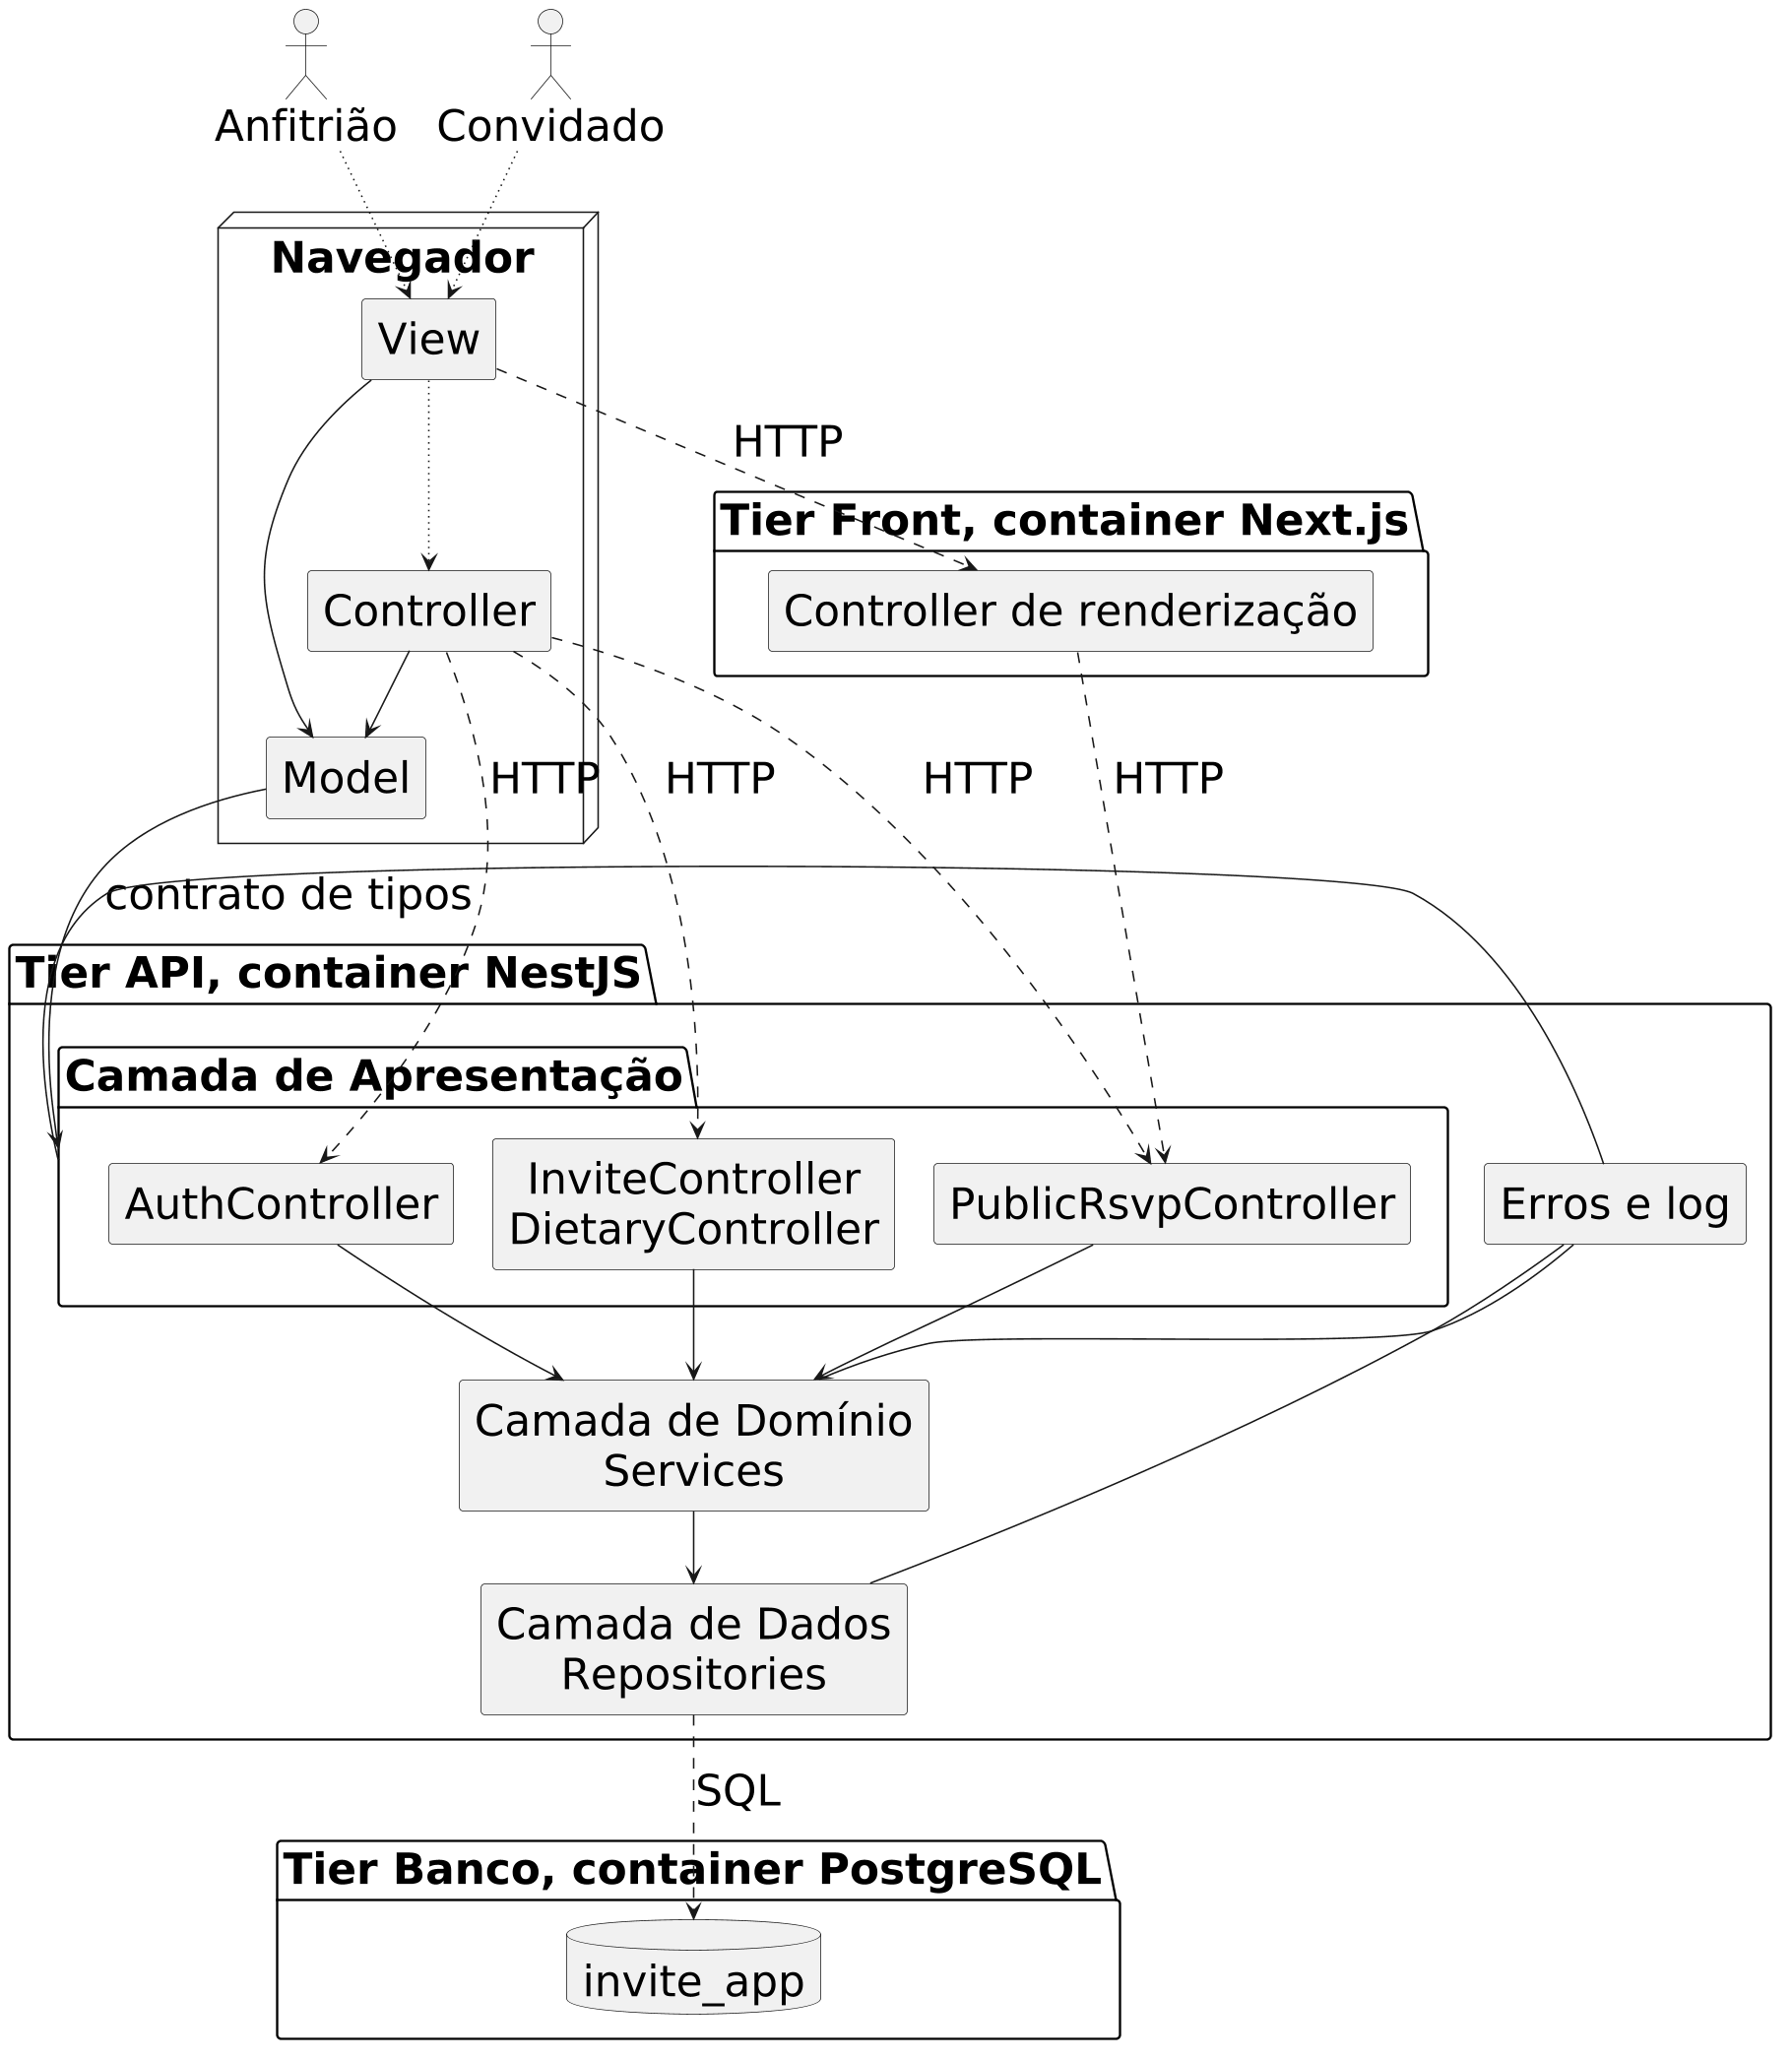 Anfitrião
Convidado
Navegador
View
HTTP
Tier Front, container Next.js
Controller
Controller de renderização
Model
HTTP
HTTP
HTTP
HTTP
contrato de tipos
Tier API, container NestJS
Camada de Apresentação
AuthController
InviteController
DietaryController
PublicRsvpController
Erros e log
Camada de Domínio
Services
Camada de Dados
Repositories
SQL
Tier Banco, container PostgreSQL
invite_app